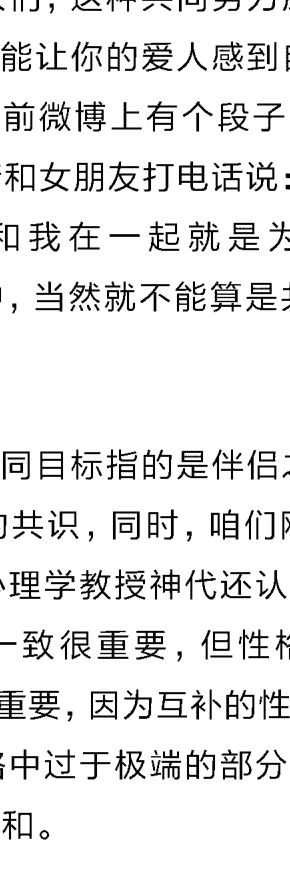 们，这种共同努力
能让你的爱人感到
前微博上有个段子
和女朋友打电话说：
和我在一起就是为
，当然就不能算是
同目标指的是伴侣
的共识，同时，咱们
心理学教授神代还认
一致很重要，但性格
重要，因为互补的性
格中过于极端的部分
和。